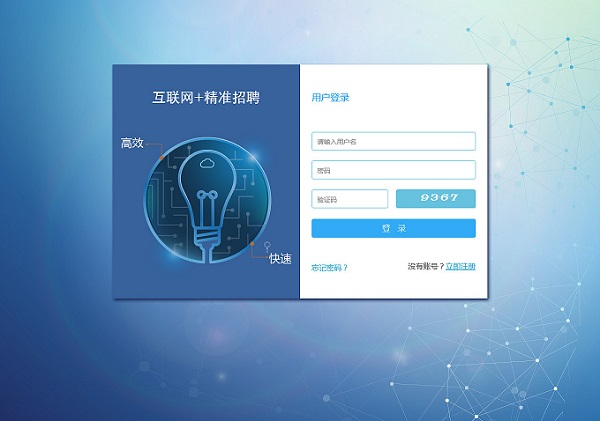 互联网+精准招聘
高效
快速
用户登录
请输入用户名
密码
验证码
9367
登 录
忘记密码？
没有账号？立即注册